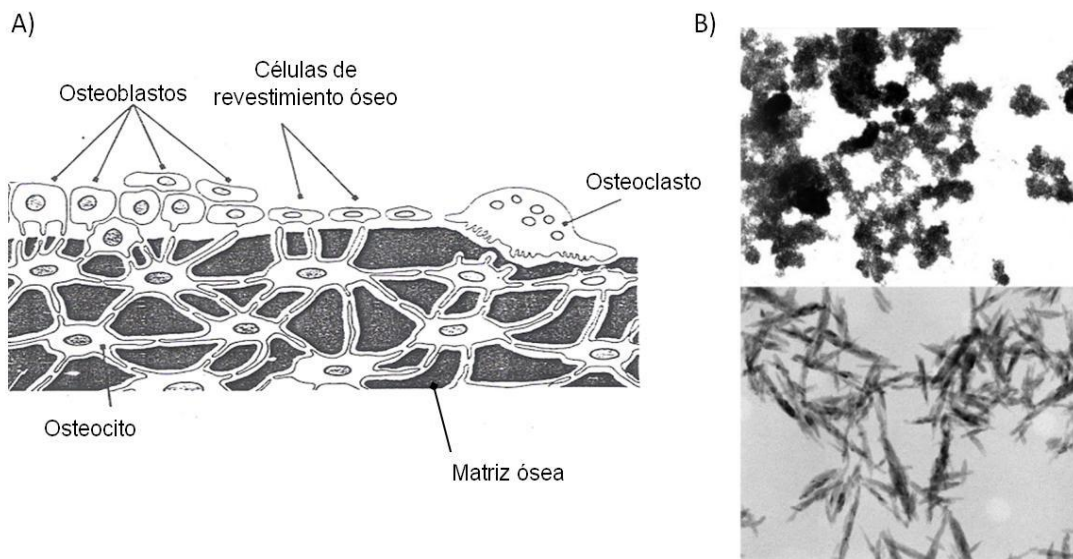 A)
B)
Células de
revestimiento óseo
Osteoblastos
Osteoclasto
Osteocito
Matriz ósea